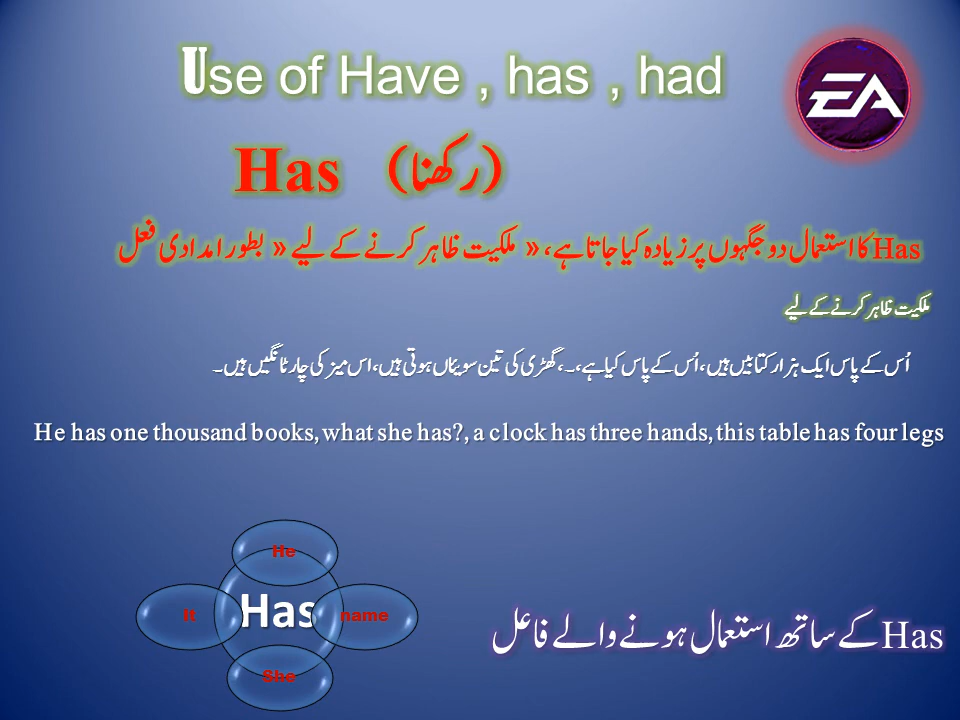 Use of Have , has , had
EA
Has (رکھنا)
Has کا استعمال دو جگہوں پر زیادہ کیا جاتا ہے، « ملکیت ظاہر کرنے کے لیے « بطور امدادی فعل
ملکیت ظاہر کرنے کے لیے
اُس کے پاس ایک ہزار کتابیں ہیں، اُس کے پاس کیا ہے،۔، گھڑی کی تین سوئیاں ہوتی ہیں، اس میز کی چار ٹانگیں ہیں۔
He has one thousand books, what she has?, a clock has three hands, this table has four legs
He
It
Has
name
She
Has کے ساتھ استعمال ہونے والے فاعل